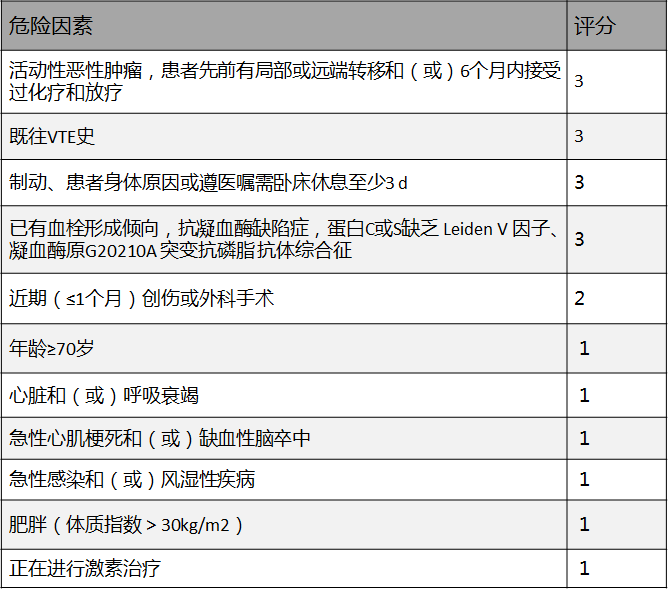 危险因素 评分
活动性恶性肿瘤，患者先前有局部或远端转移和（或）6个月内接受
过化疗和放疗 3
既往VTE史 3
制动、患者身体原因或遵医嘱需卧床休息至少3 d 3
已有血栓形成倾向，抗凝血酶缺陷症，蛋白C或S缺乏 Leiden V 因子、
凝血酶原G20210A 突变抗磷脂抗体综合征 3
近期（≤1个月）创伤或外科手术 2
年龄≥70岁 1
心脏和（或）呼吸衰竭 1
急性心肌梗死和（或）缺血性脑卒中 1
急性感染和（或）风湿性疾病 1
肥胖（体质指数＞30kg/m2） 1
正在进行激素治疗 1